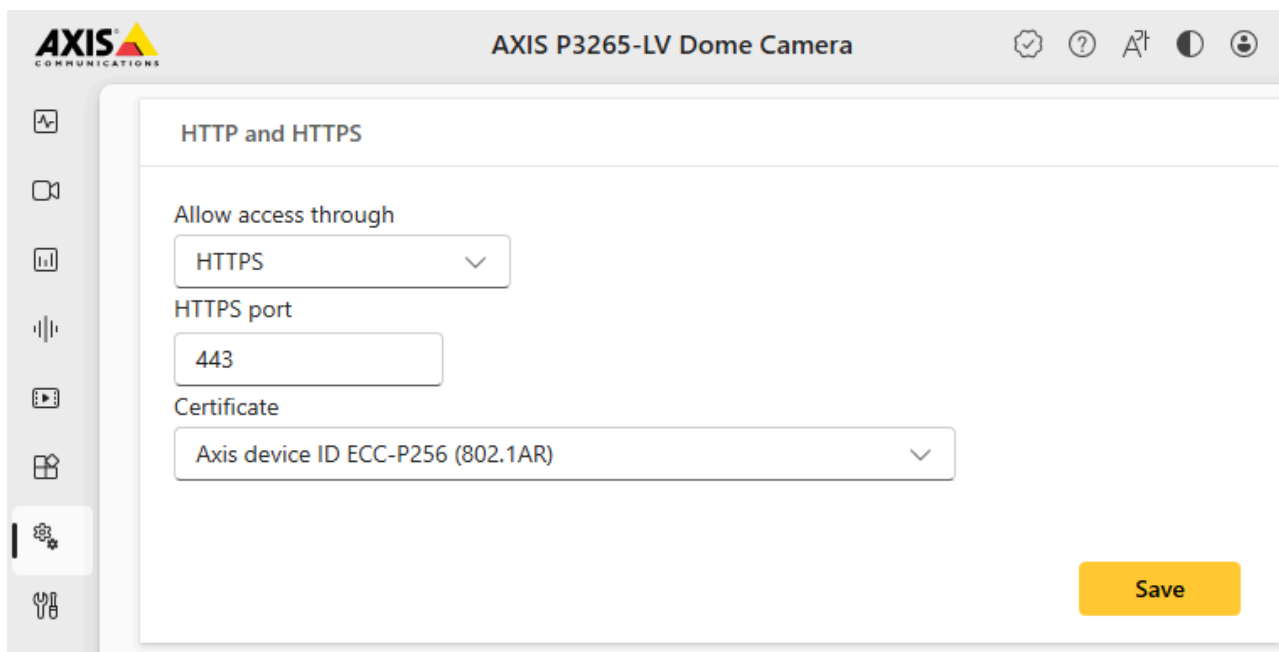 AXIS
COMMUNICATIONS
AXIS P3265-LV Dome Camera
HTTP and HTTPS
Allow access through
HTTPS
HTTPS port
443
Certificate
Axis device ID ECC-P256 (802.1AR)
Save